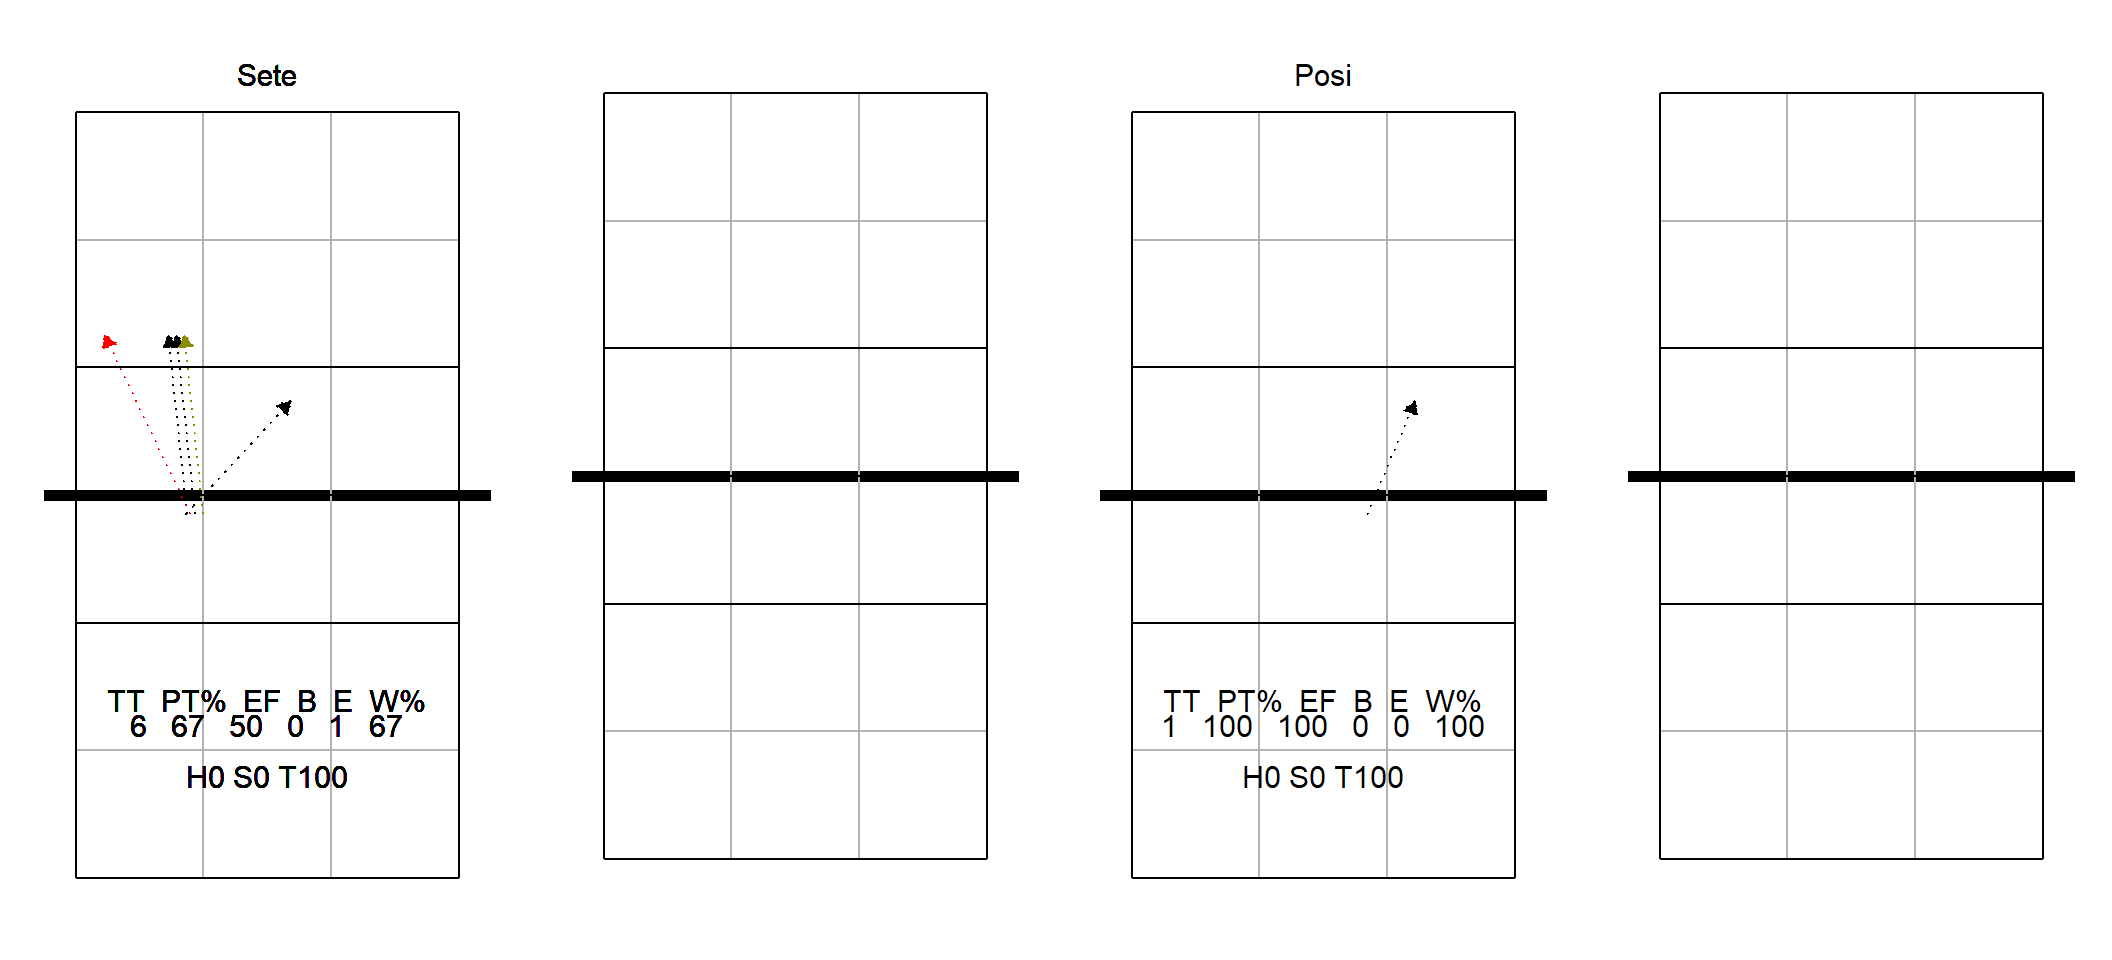 Sete
TT PT% EF B E W%
6 67 50 0 1 67
H0 S0 T100
Posi
TT PT% EF B E W%
1 100 100 0 0 100
H0 S0 T100